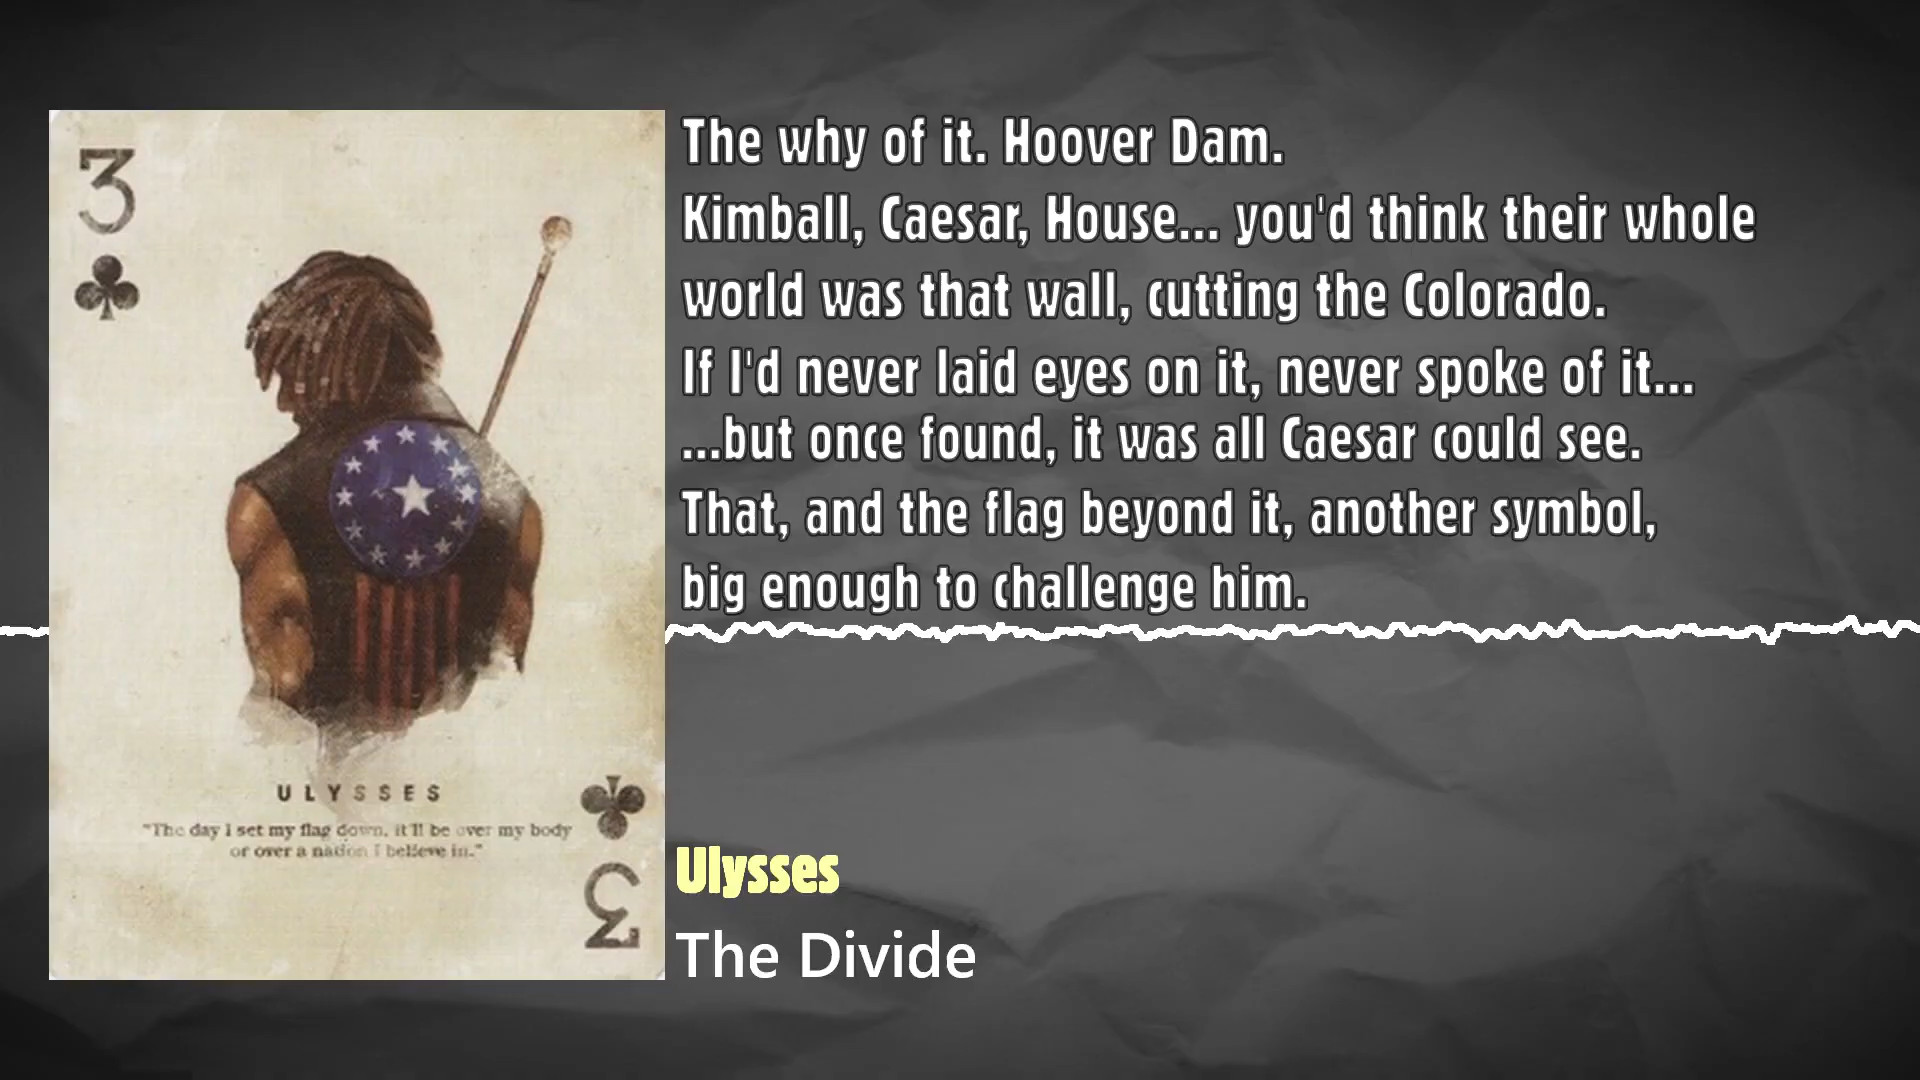 3
The why of it. Hoover Dam.
Kimball, Caesar, House... you'd think their whole
world was that wall, cutting the Colorado.
If I'd never laid eyes on it, never spoke of it...
...but once found, it was all Caesar could see.
That, and the flag beyond it, another symbol,
big enough to challenge him.
ULYSSES
"The day I set my flag down, it'll be over my body
or over a nation I believe in."
3
Ulysses
The Divide